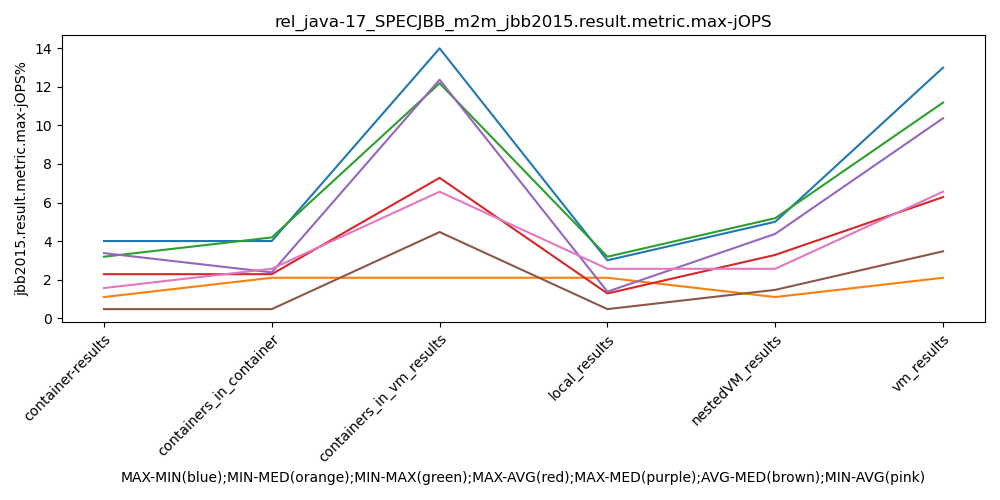 rel_java-17_SPECJBB_m2m_jbb2015.result.metric.max-jOPS
jbb2015.result.metric.max-jOPS%
14
12
10
8
6
4
2
0
container-results
containers_in_container
containers_in_vm_results
local_results
nestedVM_results
vm_results
MAX-MIN(blue);MIN-MED(orange);MIN-MAX(green);MAX-AVG(red);MAX-MED(purple);AVG-MED(brown);MIN-AVG(pink)